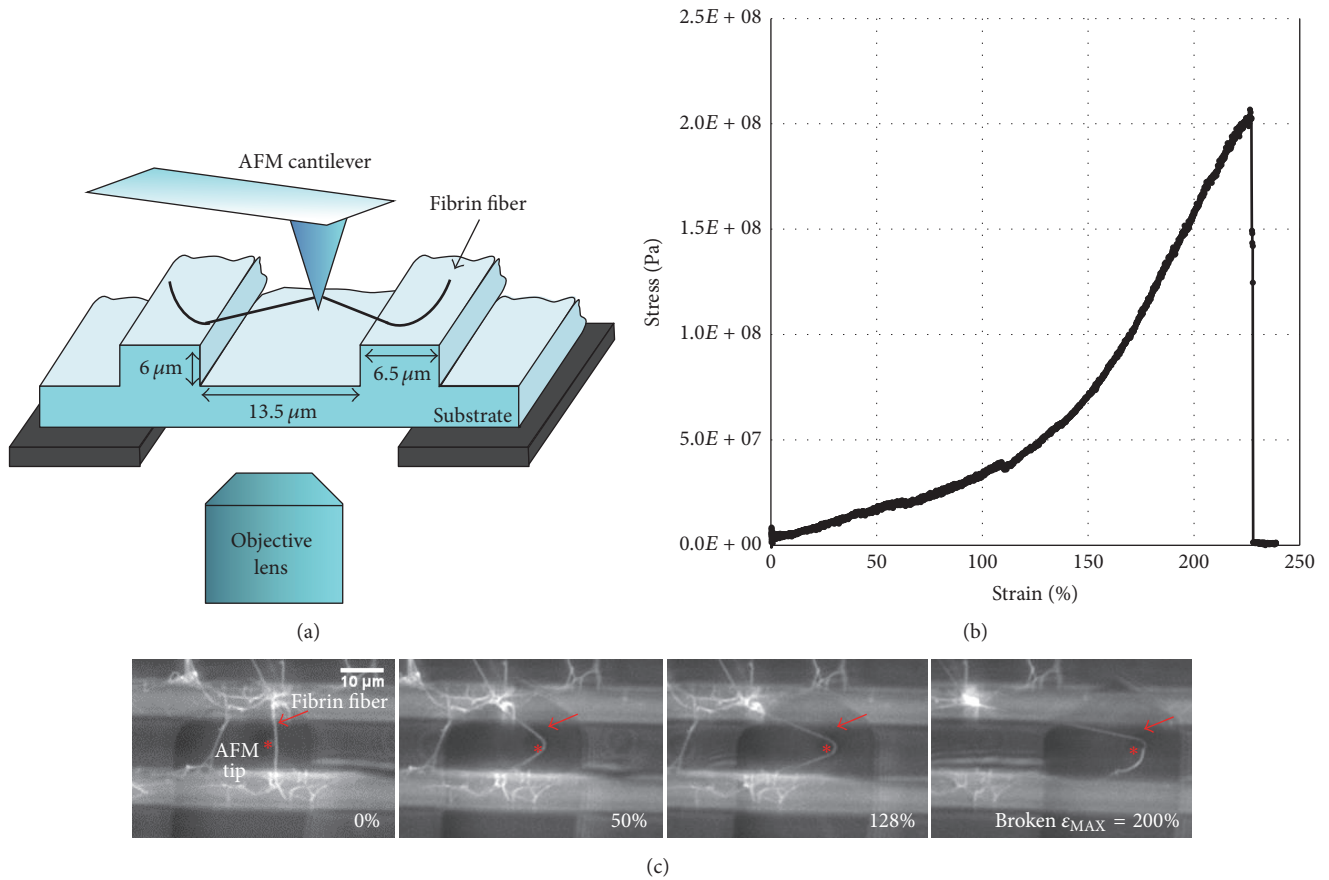 AFM cantilever
Fibrin fiber
6 μm
6.5 μm
13.5 μm
Substrate
Objective
lens
(a)
2.5E + 08
2.0E + 08
1.5E + 08
1.0E + 08
5.0E + 07
0.0E + 00
Stress (Pa)
0 50 100 150 200 250
Strain (%)
(b)
10 μm
Fibrin fiber
*
AFM
tip
0%
*
50%
*
128%
*
Broken εMAX = 200%
(c)